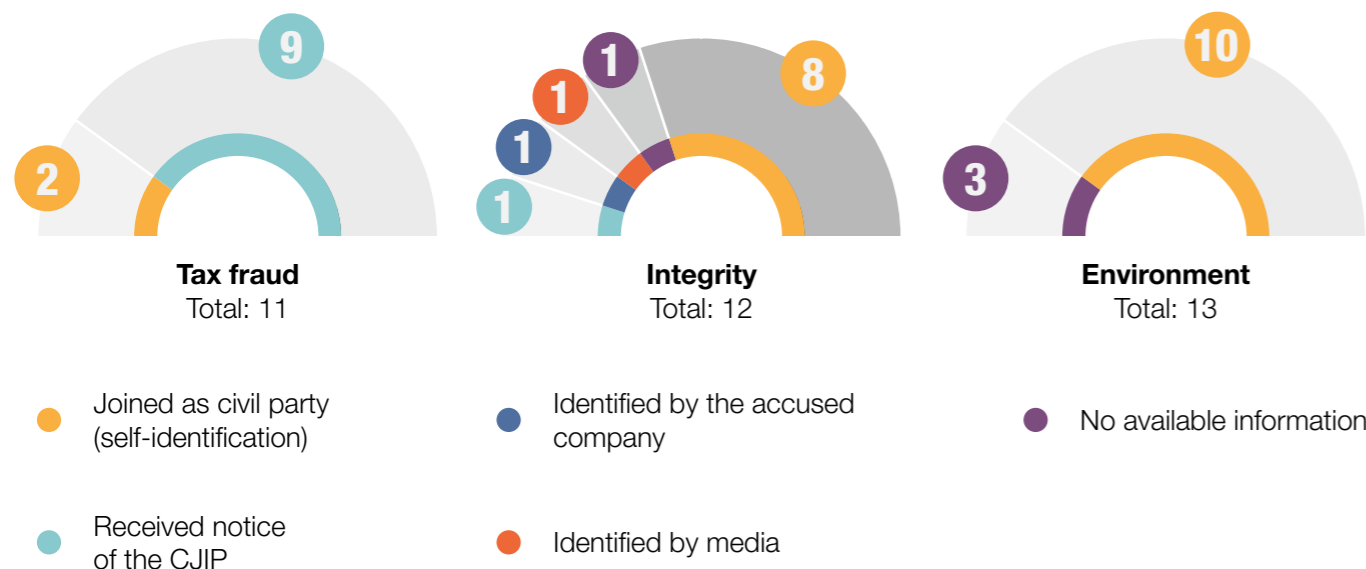 9
2
Tax fraud
Total: 11
1
1
1
1
8
Integrity
Total: 12
10
3
Environment
Total: 13
Joined as civil party
(self-identification)
Received notice
of the CJIP
Identified by the accused
company
Identified by media
No available information